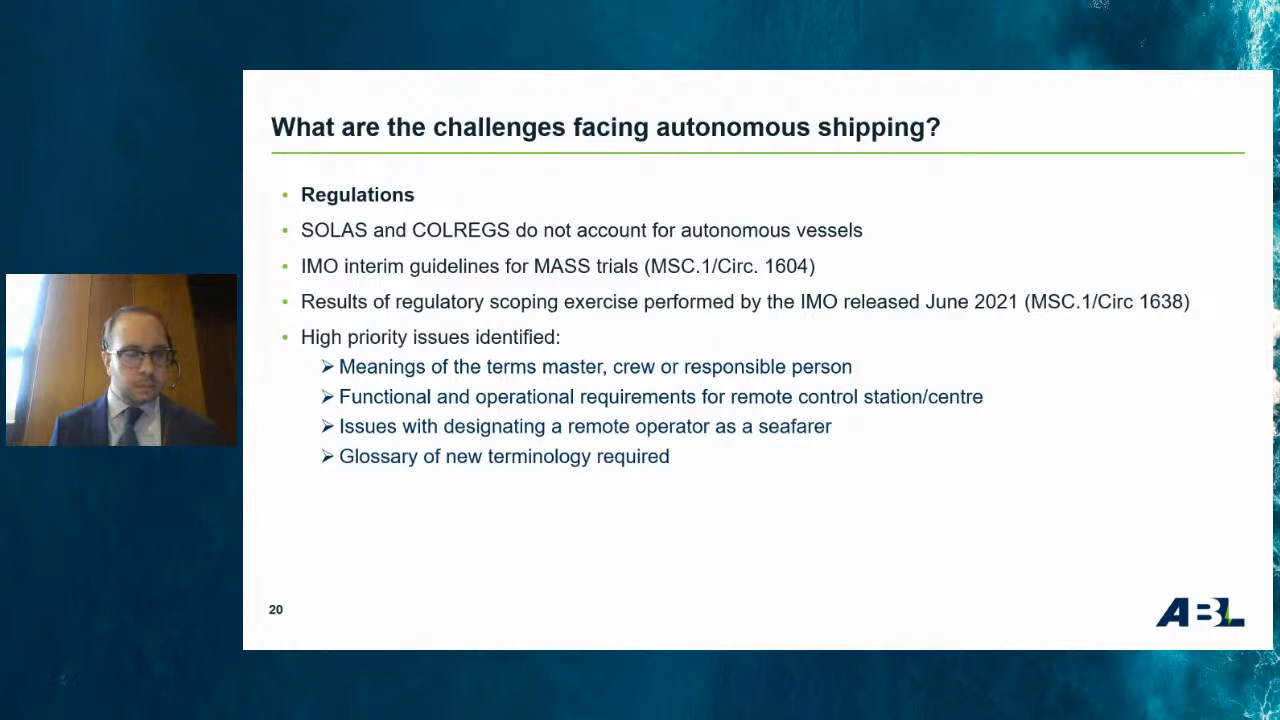 What are the challenges facing autonomous shipping?
• Regulations
• SOLAS and COLREGS do not account for autonomous vessels
• IMO interim guidelines for MASS trials (MSC.1/Circ. 1604)
• Results of regulatory scoping exercise performed by the IMO released June 2021 (MSC.1/Circ 1638)
• High priority issues identified:
➢ Meanings of the terms master, crew or responsible person
➢ Functional and operational requirements for remote control station/centre
➢ Issues with designating a remote operator as a seafarer
➢ Glossary of new terminology required
20
ABL